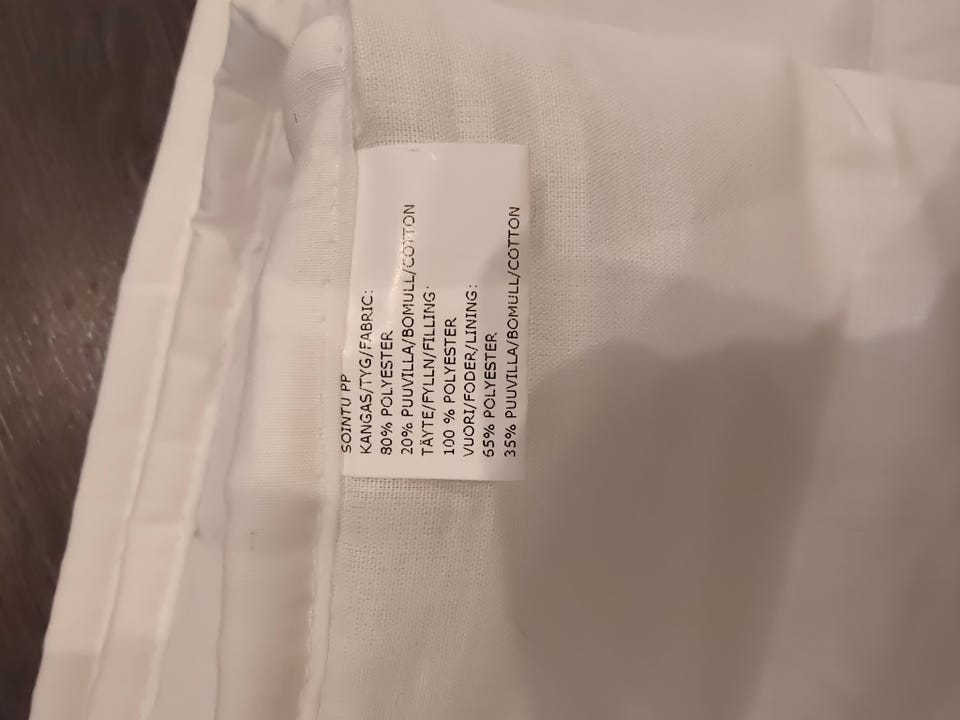 SOINTU PP
KANGAS/TYG/FABRIC:
80% POLYESTER
20% PUUVILLA/BOMULL/COTTON
TÄYTE/FYLLN/FILLING:
100 % POLYESTER
VUORI/FODER/LINING:
65% POLYESTER
35% PUUVILLA/BOMULL/COTTON